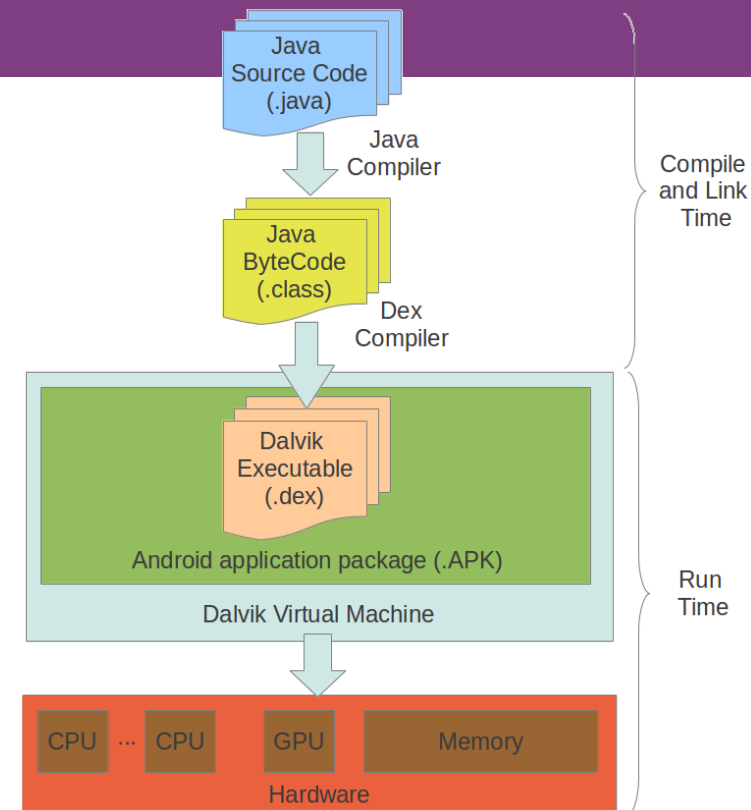 Java
Source Code
(.java)
Java
Compiler
Compile
and Link
Time
Java
ByteCode
(.class)
Dex
Compiler
Dalvik
Executable
(.dex)
Android application package (.APK)
Run
Time
Dalvik Virtual Machine
CPU ... CPU GPU Memory
Hardware